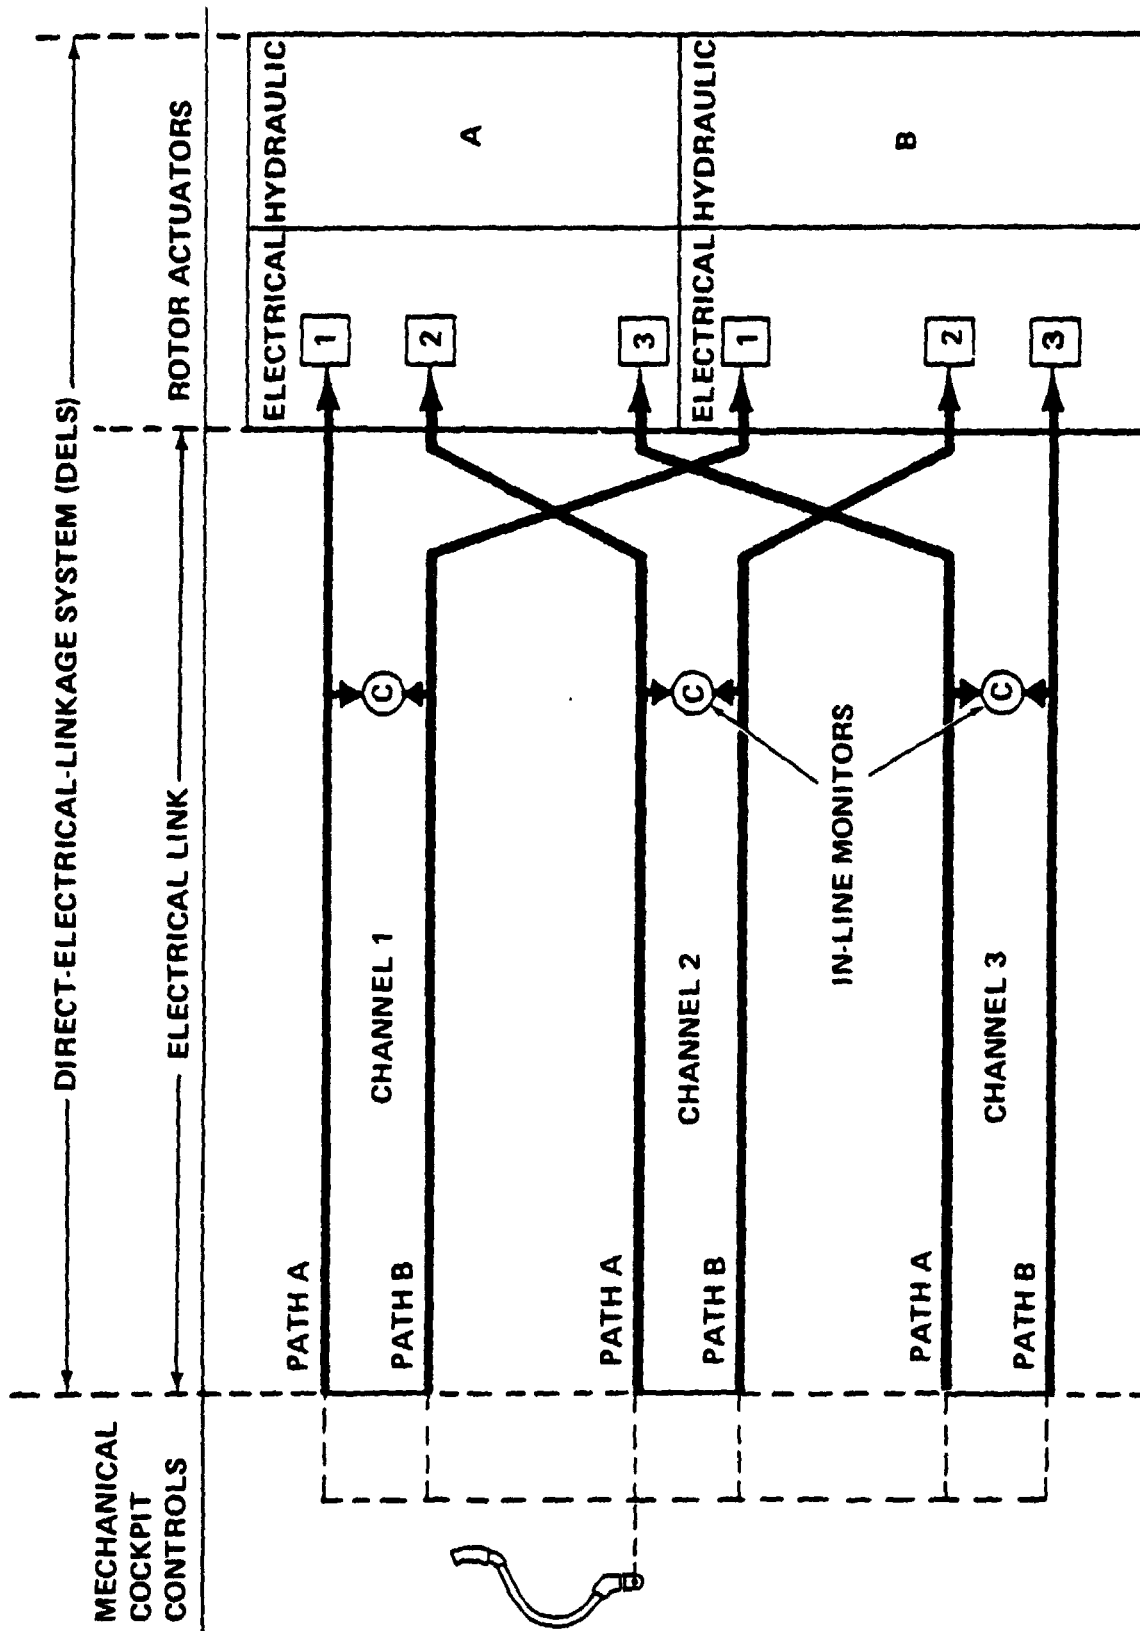 DIRECT-ELECTRICAL-LINKAGE SYSTEM (DELS)
MECHANICAL
COCKPIT
CONTROLS
ELECTRICAL LINK
ROTOR ACTUATORS
ELECTRICAL
HYDRAULIC
PATH A
1
CHANNEL 1
C
PATH B
2
A
PATH A
3
CHANNEL 2
C
ELECTRICAL
HYDRAULIC
PATH B
1
IN-LINE MONITORS
B
PATH A
2
CHANNEL 3
C
PATH B
3